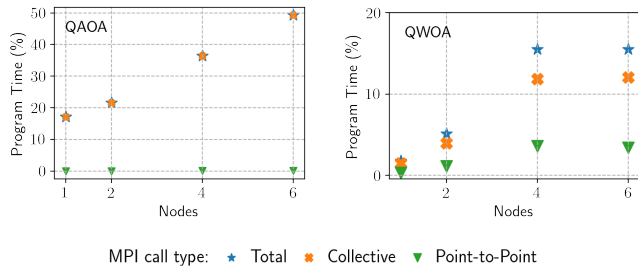 QAOA
Program Time (%)
50
40
30
20
10
0
1 2 4 6
Nodes
QWOA
Program Time (%)
20
10
0
2 4 6
Nodes
MPI call type: Total Collective Point-to-Point